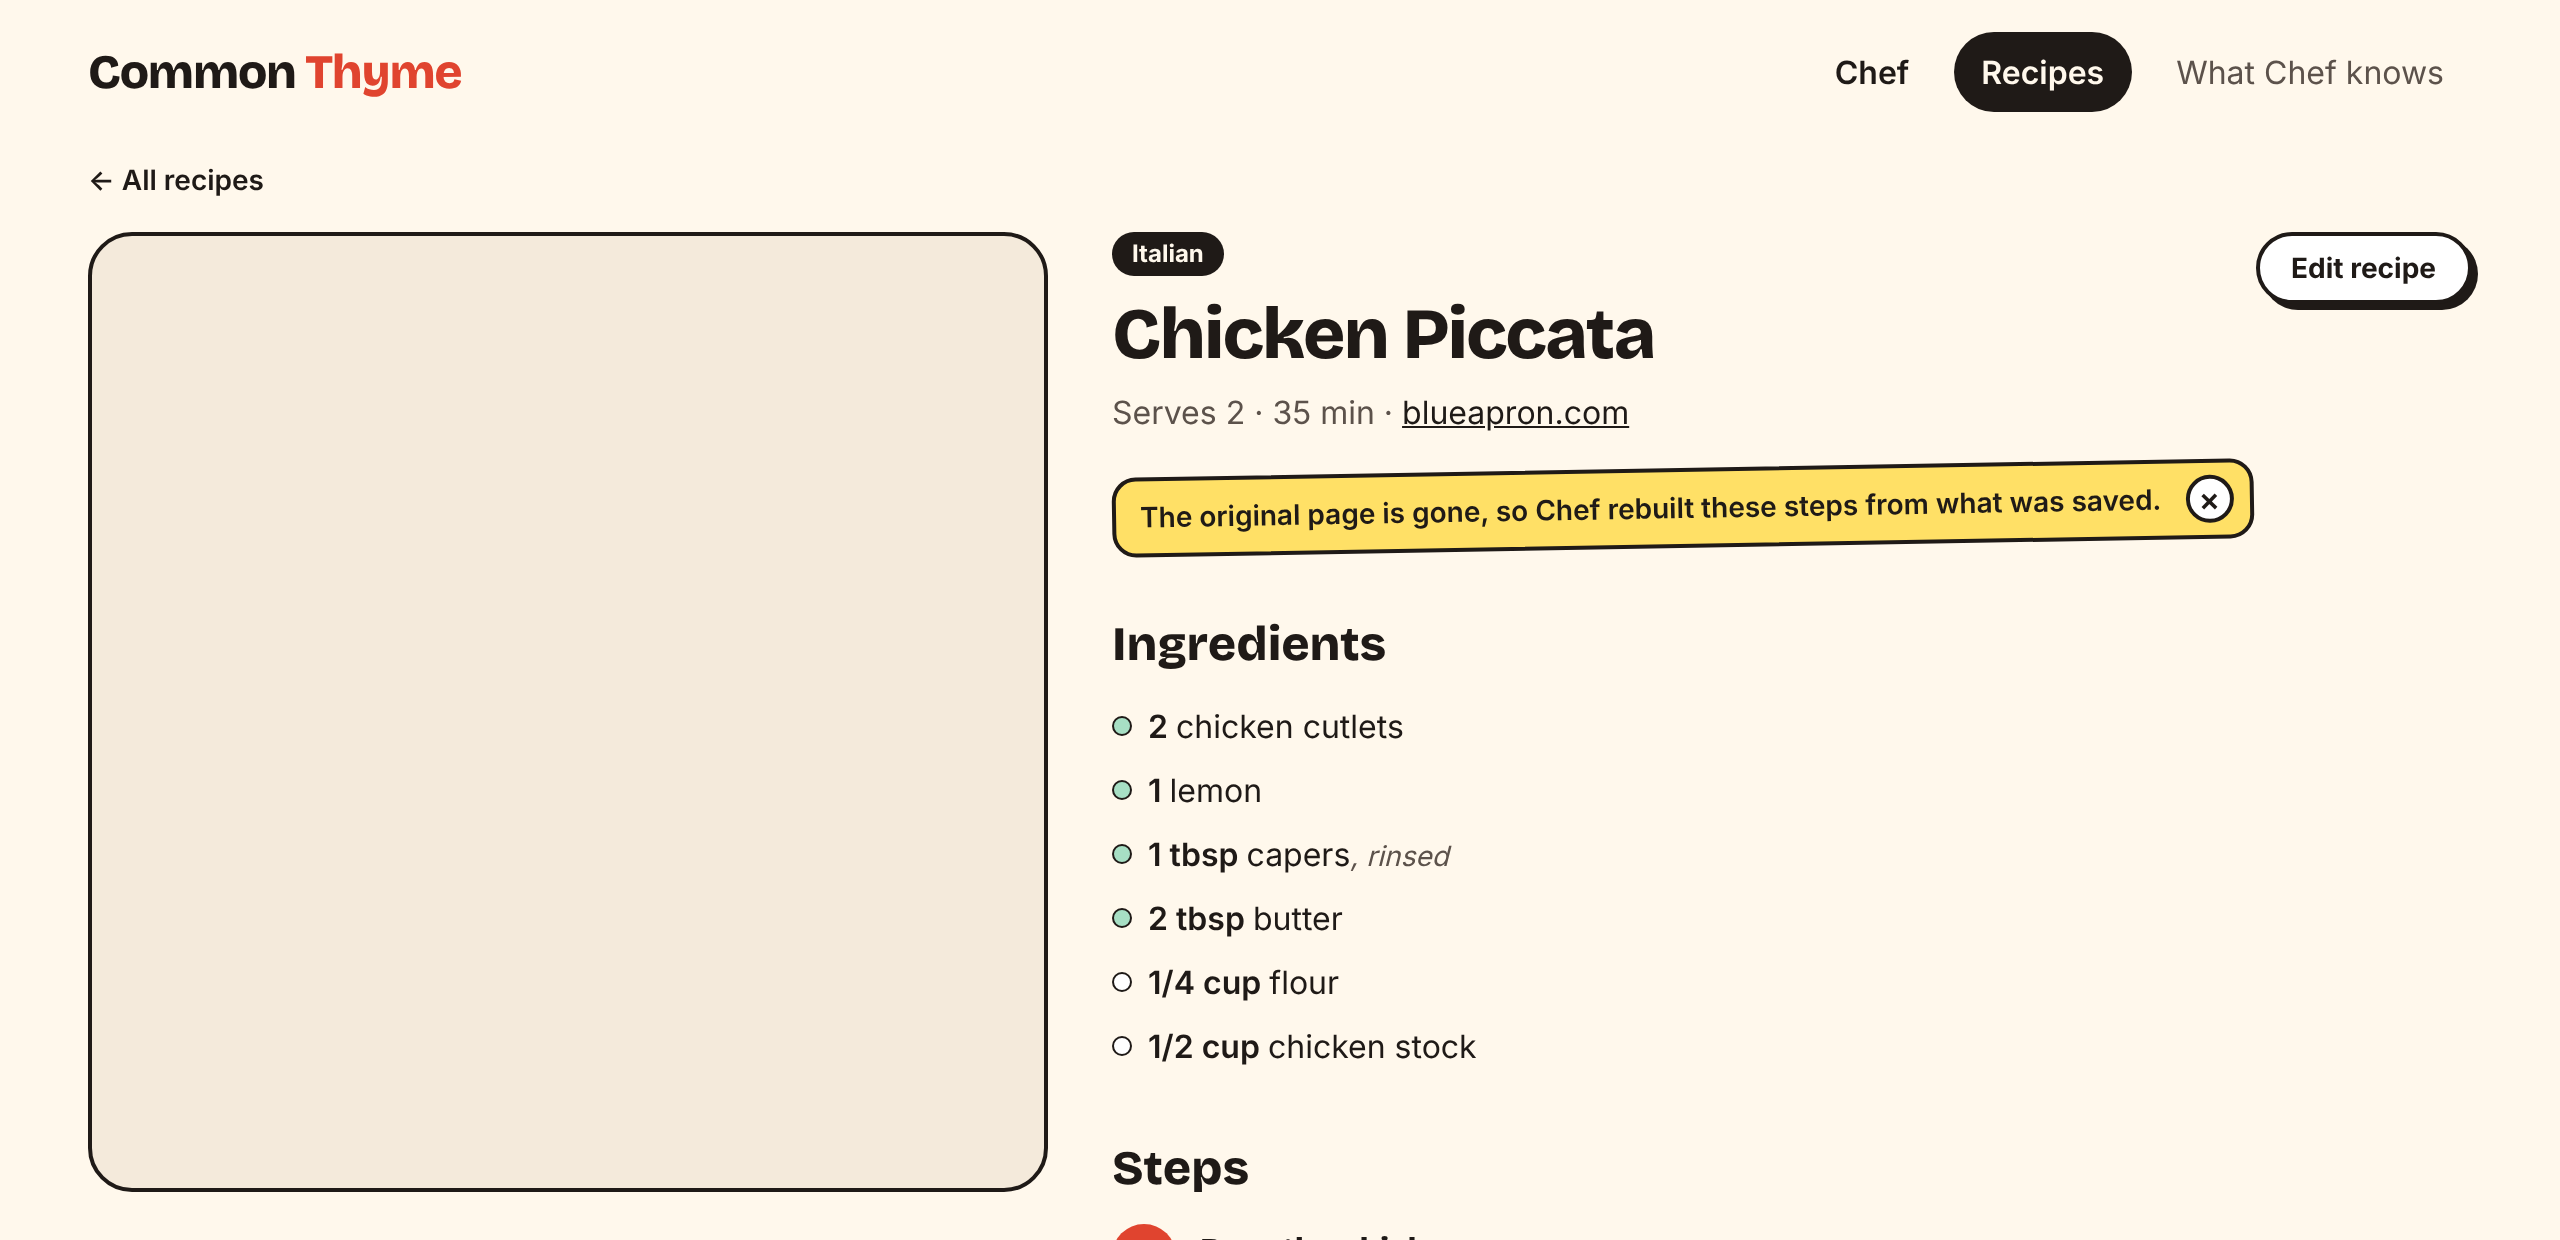 Common Thyme
Chef
Recipes
What Chef knows
← All recipes
Italian
Edit recipe
Chicken Piccata
Serves 2 · 35 min · blueapron.com
The original page is gone, so Chef rebuilt these steps from what was saved. ×
Ingredients
2 chicken cutlets
1 lemon
1 tbsp capers, rinsed
2 tbsp butter
1/4 cup flour
1/2 cup chicken stock
Steps